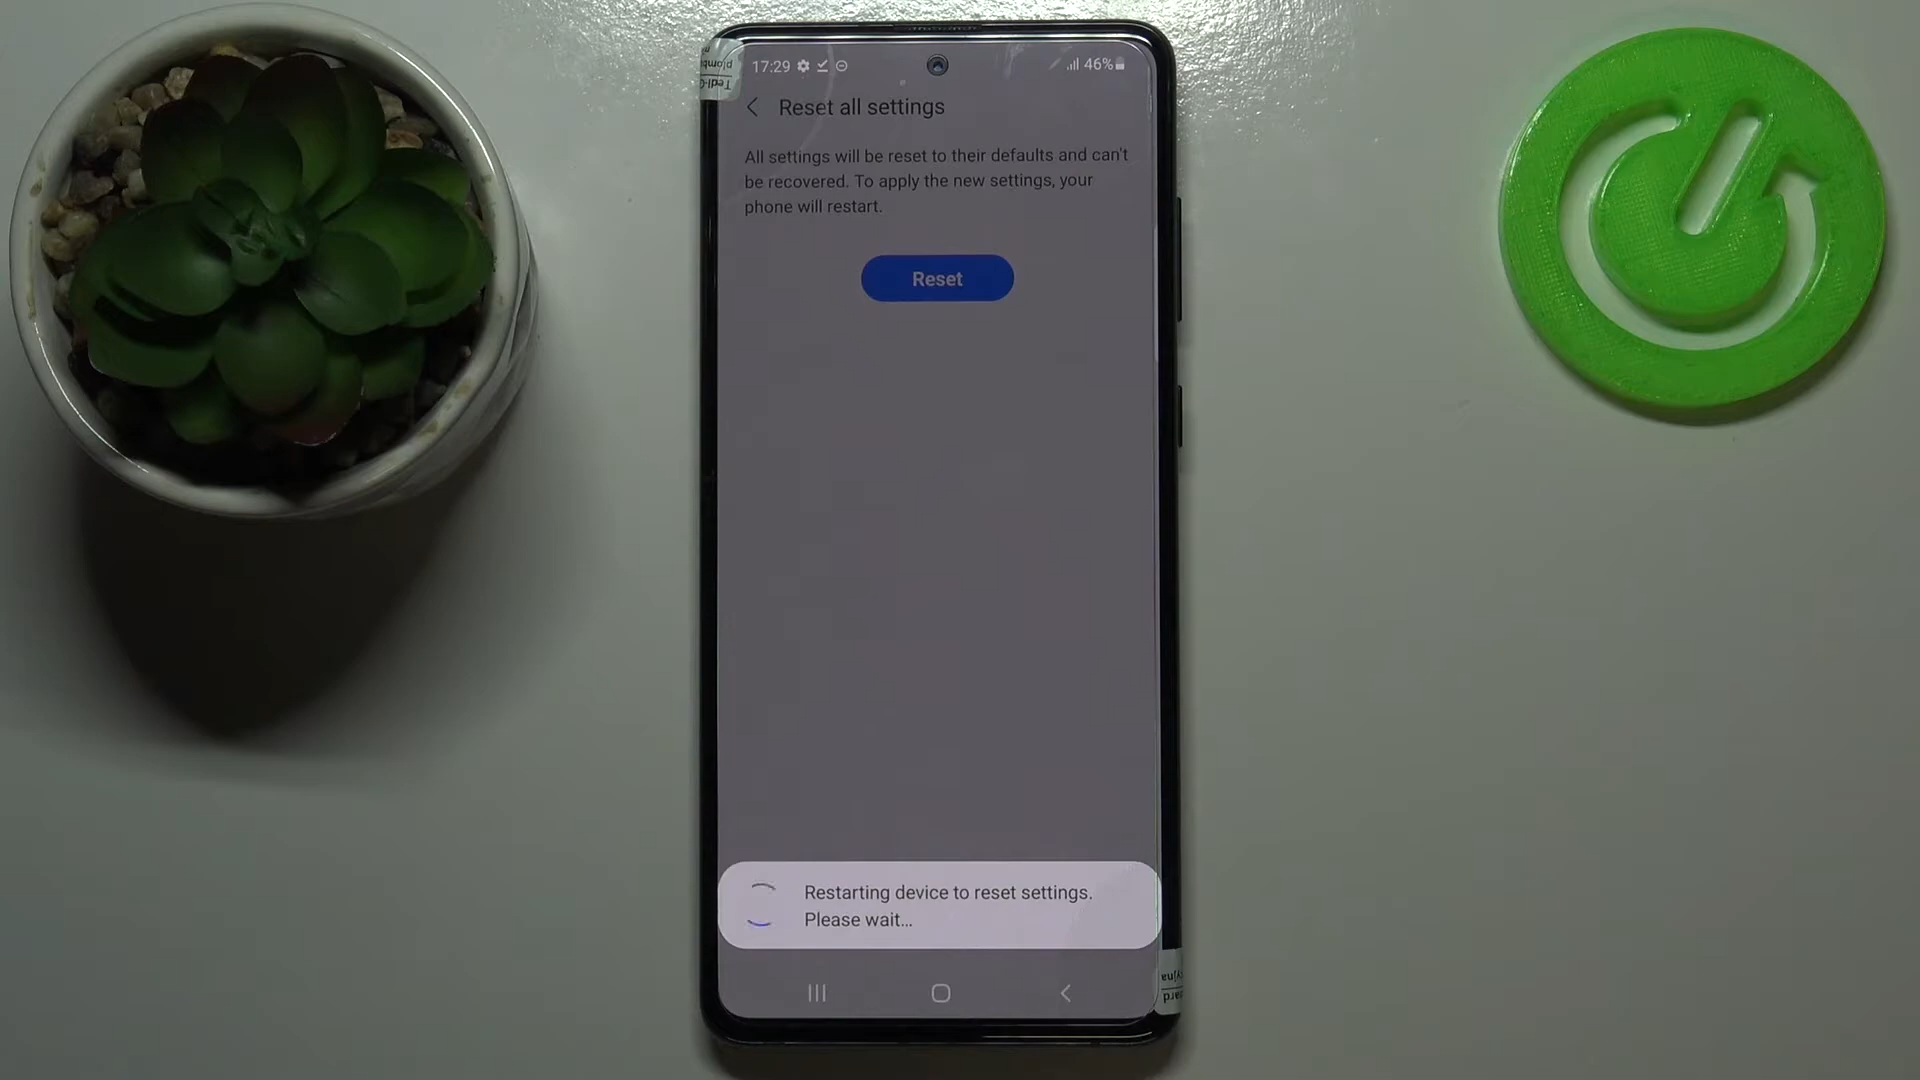 17:29
46%
Reset all settings
All settings will be reset to their defaults and can't
be recovered. To apply the new settings, your
phone will restart.
Reset
Restarting device to reset settings.
Please wait...